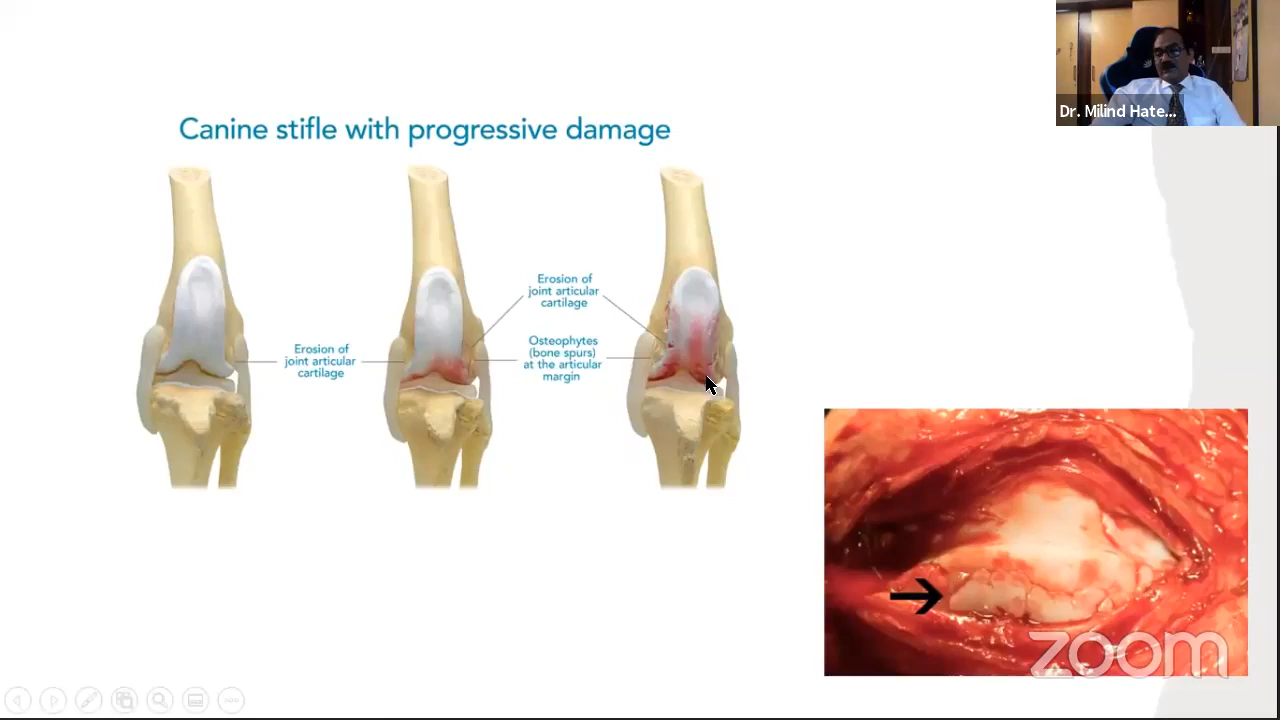 Dr. Milind Hate...
Canine stifle with progressive damage
Erosion of
joint articular
cartilage
Erosion of
joint articular
cartilage
Osteophytes
(bone spurs)
at the articular
margin
zoom